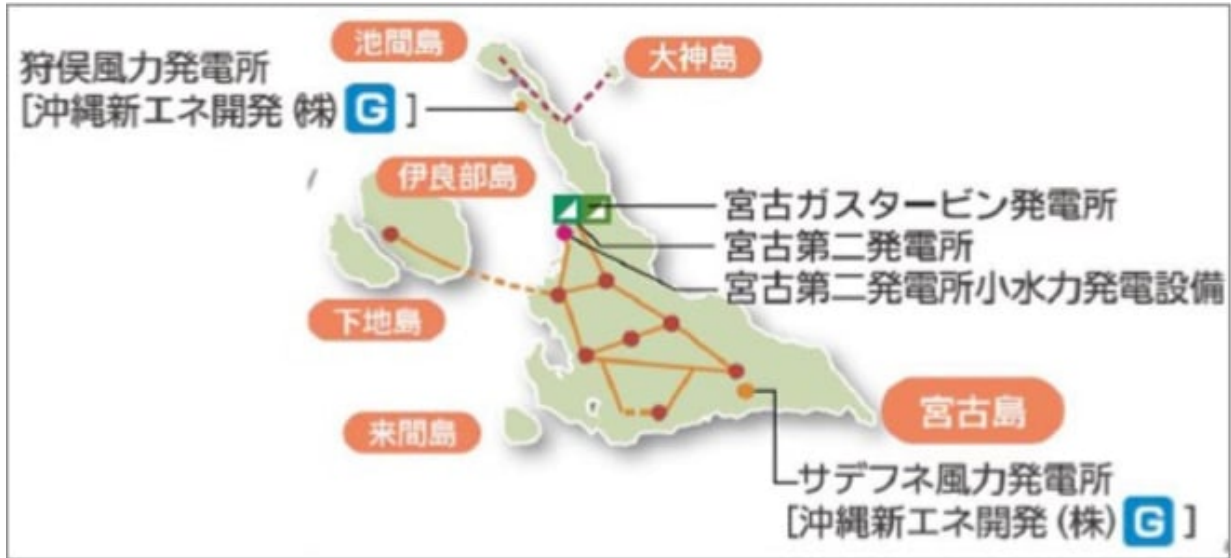 池間島
大神島
狩俣風力発電所
[沖縄新エネ開発㈱ G ]
伊良部島
宮古ガスタービン発電所
宮古第二発電所
宮古第二発電所小水力発電設備
下地島
来間島
宮古島
サデフネ風力発電所
[沖縄新エネ開発(株) G ]